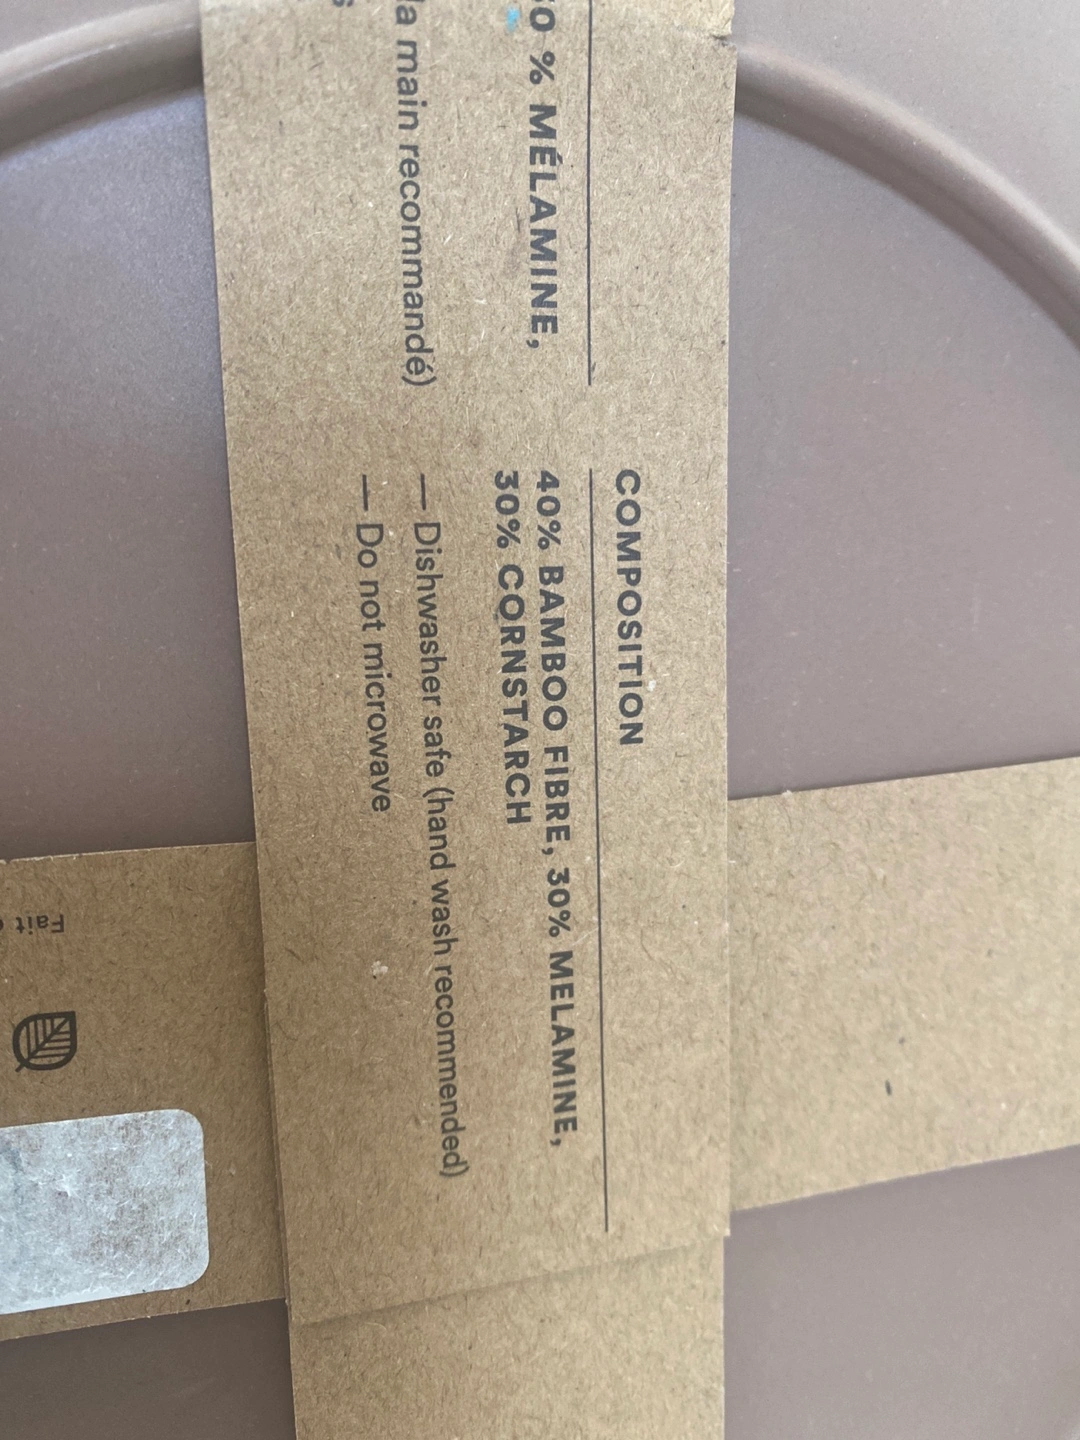 0 % MÉLAMINE,
la main recommandé)
COMPOSITION
40% BAMBOO FIBRE, 30% MELAMINE,
30% CORNSTARCH
— Dishwasher safe (hand wash recommended)
— Do not microwave
Fait